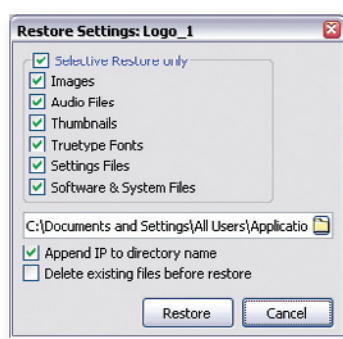 Restore Settings: Logo_1
Selective Restore only
Images
Audio Files
Thumbnails
Truetype Fonts
Settings Files
Software & System Files
C:\Documents and Settings\All Users\Applicatio
Append IP to directory name
Delete existing files before restore
Restore Cancel